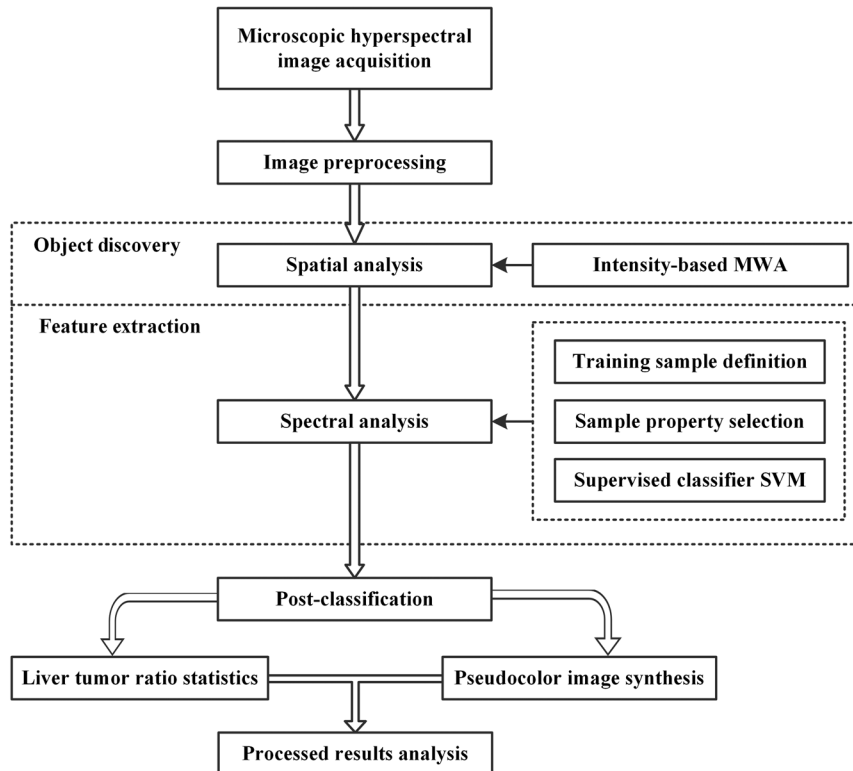 Microscopic hyperspectral
image acquisition
Image preprocessing
Object discovery
Spatial analysis
Intensity-based MWA
Feature extraction
Training sample definition
Spectral analysis
Sample property selection
Supervised classifier SVM
Post-classification
Liver tumor ratio statistics
Pseudocolor image synthesis
Processed results analysis